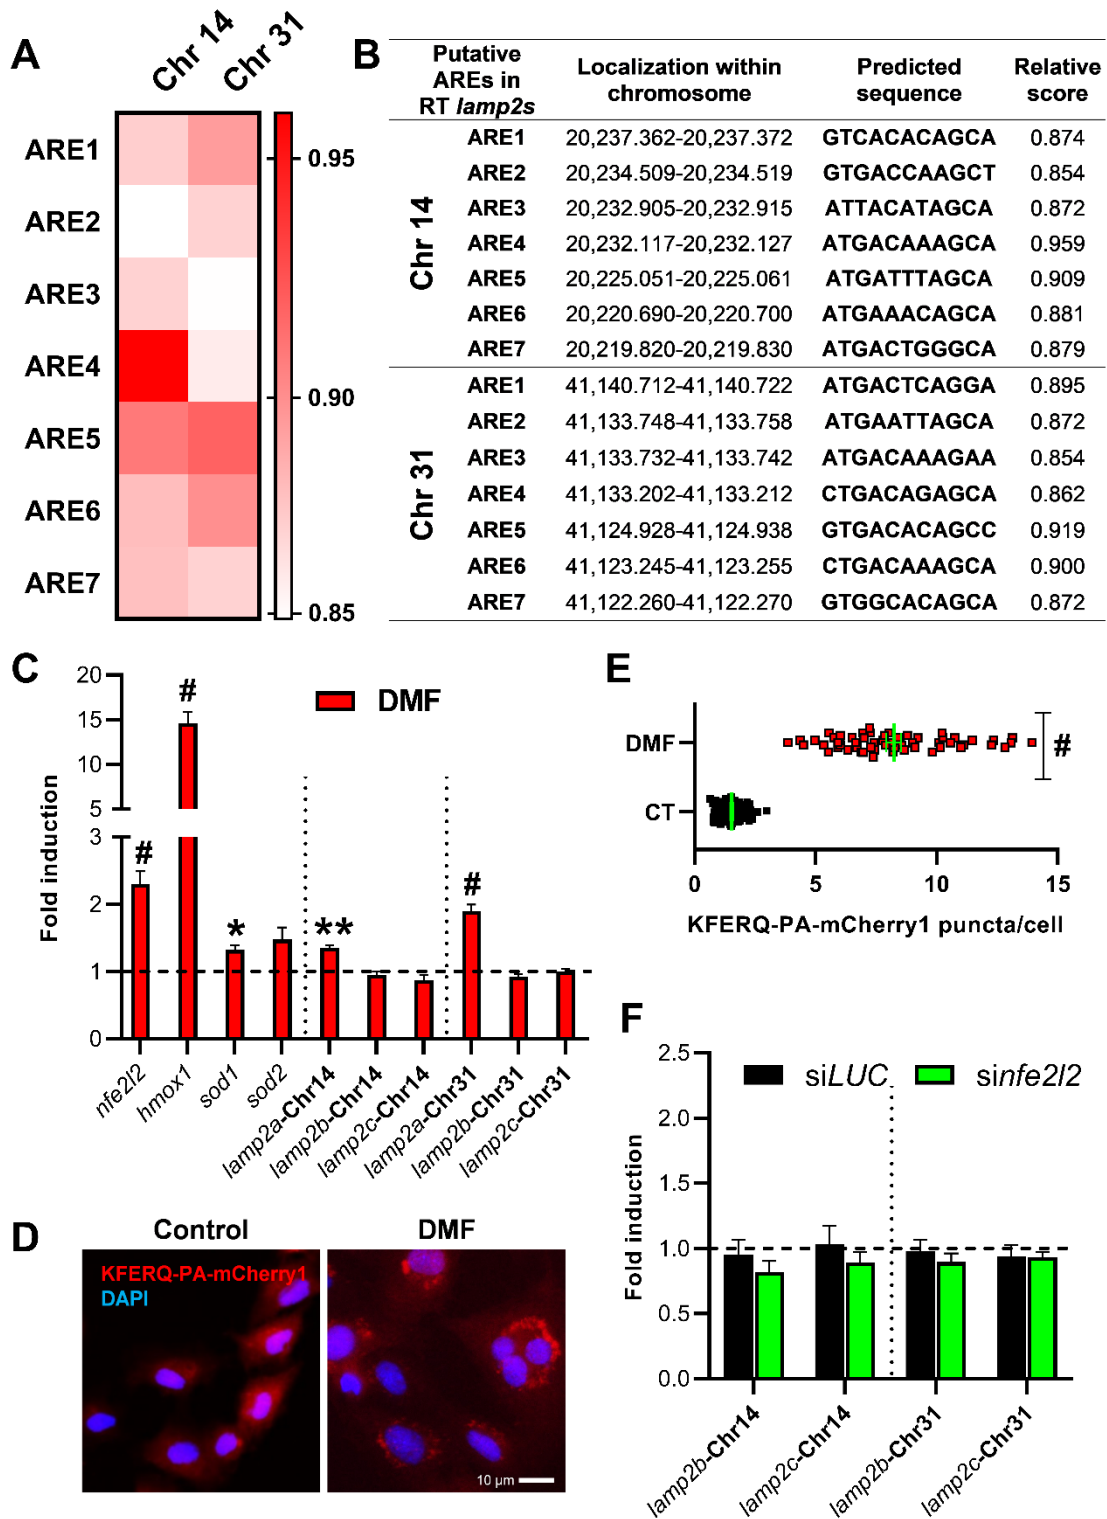 A
Chr 14
Chr 31
ARE1
ARE2
ARE3
ARE4
ARE5
ARE6
ARE7
0.95
0.90
0.85
B
Putative AREs in RT lamp2s
Localization within chromosome
Predicted sequence
Relative score
Chr 14
ARE1 20,237.362-20,237.372 GTCACACAGCA 0.874
ARE2 20,234.509-20,234.519 GTGACCAAGCT 0.854
ARE3 20,232.905-20,232.915 ATTACATAGCA 0.872
ARE4 20,232.117-20,232.127 ATGACAAAGCA 0.959
ARE5 20,225.051-20,225.061 ATGATTTAGCA 0.909
ARE6 20,220.690-20,220.700 ATGAAACAGCA 0.881
ARE7 20,219.820-20,219.830 ATGACTGGGCA 0.879
Chr 31
ARE1 41,140.712-41,140.722 ATGACTCAGGA 0.895
ARE2 41,133.748-41,133.758 ATGAATTAGCA 0.872
ARE3 41,133.732-41,133.742 ATGACAAAGAA 0.854
ARE4 41,133.202-41,133.212 CTGACAGAGCA 0.862
ARE5 41,124.928-41,124.938 GTGACACAGCC 0.919
ARE6 41,123.245-41,123.255 CTGACAAAGCA 0.900
ARE7 41,122.260-41,122.270 GTGGCACAGCA 0.872
C
Fold induction
20
15
10
5
3
2
1
0
DMF
#
#
*
**
#
nfe2l2
hmox1
sod1
sod2
lamp2a-Chr14
lamp2b-Chr14
lamp2c-Chr14
lamp2a-Chr31
lamp2b-Chr31
lamp2c-Chr31
E
DMF
CT
#
0
5
10
15
KFERQ-PA-mCherry1 puncta/cell
D
Control
DMF
KFERQ-PA-mCherry1
DAPI
10 µm
F
Fold induction
2.5
2.0
1.5
1.0
0.5
0.0
siLUC
sinfe2l2
lamp2b-Chr14
lamp2c-Chr14
lamp2b-Chr31
lamp2c-Chr31